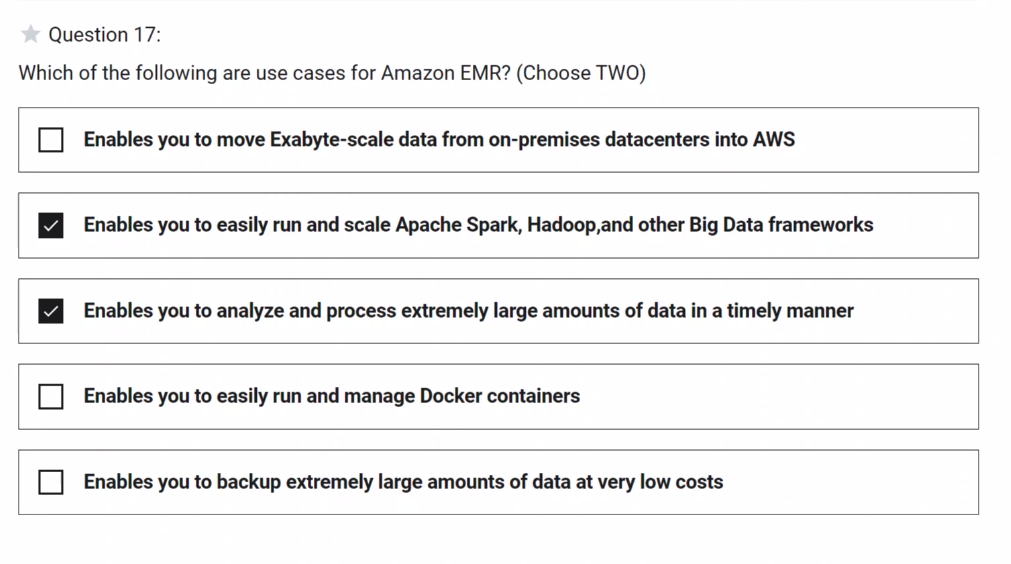 Question 17:
Which of the following are use cases for Amazon EMR? (Choose TWO)
Enables you to move Exabyte-scale data from on-premises datacenters into AWS
Enables you to easily run and scale Apache Spark, Hadoop,and other Big Data frameworks
Enables you to analyze and process extremely large amounts of data in a timely manner
Enables you to easily run and manage Docker containers
Enables you to backup extremely large amounts of data at very low costs